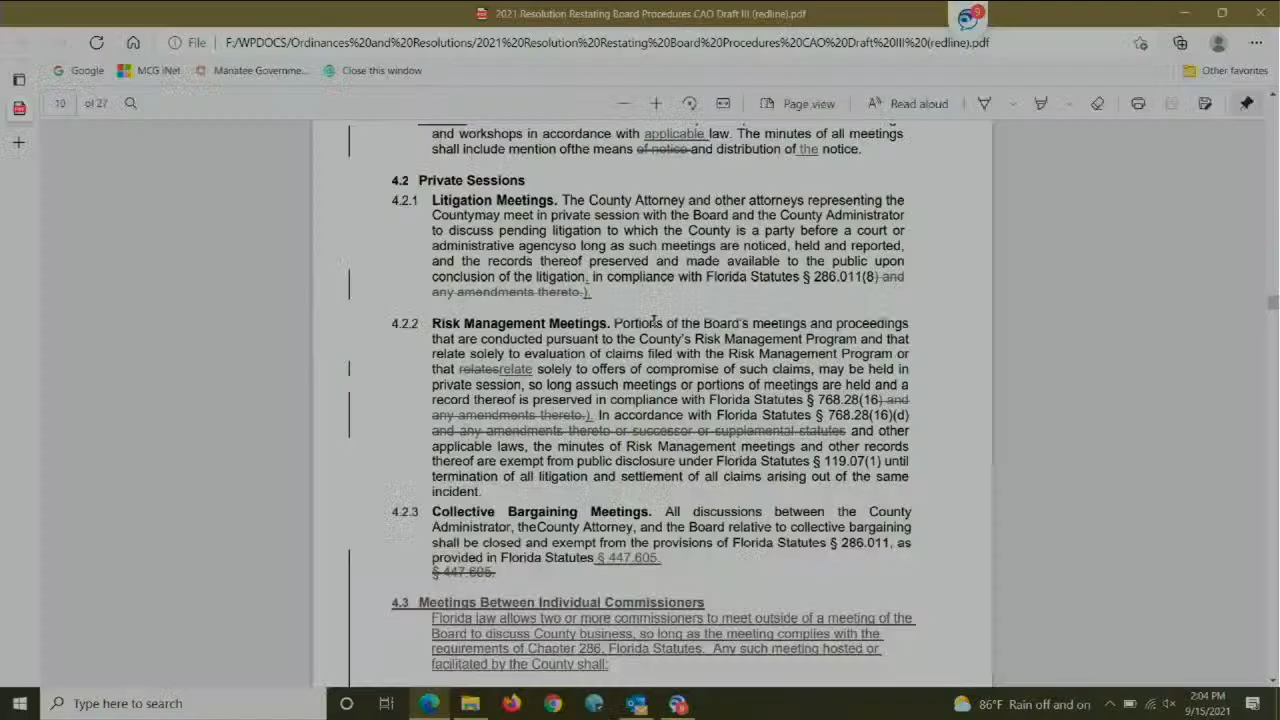 2021 Resolution Restating Board Procedures CAO Draft III (redline).pdf
9
File F:/WPDOCS/Ordinances%20and%20Resolutions/2021%20Resolution%20Restating%20Board%20Procedures%20CAO%20Draft%20III%20(redline).pdf
Google MCG iNet Manatee Governme... Close this window Other favorites
10 of 27 Page view Read aloud
and workshops in accordance with applicable law. The minutes of all meetings
shall include mention ofthe means of notice and distribution of the notice.
4.2 Private Sessions
4.2.1 Litigation Meetings. The County Attorney and other attorneys representing the
Countymay meet in private session with the Board and the County Administrator
to discuss pending litigation to which the County is a party before a court or
administrative agencyso long as such meetings are noticed, held and reported,
and the records thereof preserved and made available to the public upon
conclusion of the litigation, in compliance with Florida Statutes § 286.011(8) and
any amendments thereto.).
4.2.2 Risk Management Meetings. Portions of the Board's meetings and proceedings
that are conducted pursuant to the County's Risk Management Program and that
relate solely to evaluation of claims filed with the Risk Management Program or
that relatesrelate solely to offers of compromise of such claims, may be held in
private session, so long assuch meetings or portions of meetings are held and a
record thereof is preserved in compliance with Florida Statutes § 768.28(16) and
any amendments thereto.). In accordance with Florida Statutes § 768.28(16)(d)
and any amendments thereto or successor or supplemental statutes and other
applicable laws, the minutes of Risk Management meetings and other records
thereof are exempt from public disclosure under Florida Statutes § 119.07(1) until
termination of all litigation and settlement of all claims arising out of the same
incident.
4.2.3 Collective Bargaining Meetings. All discussions between the County
Administrator, theCounty Attorney, and the Board relative to collective bargaining
shall be closed and exempt from the provisions of Florida Statutes § 286.011, as
provided in Florida Statutes § 447.605.
§ 447.605.
4.3 Meetings Between Individual Commissioners
Florida law allows two or more commissioners to meet outside of a meeting of the
Board to discuss County business, so long as the meeting complies with the
requirements of Chapter 286, Florida Statutes. Any such meeting hosted or
facilitated by the County shall:
Type here to search 86°F Rain off and on 2:04 PM
9/15/2021